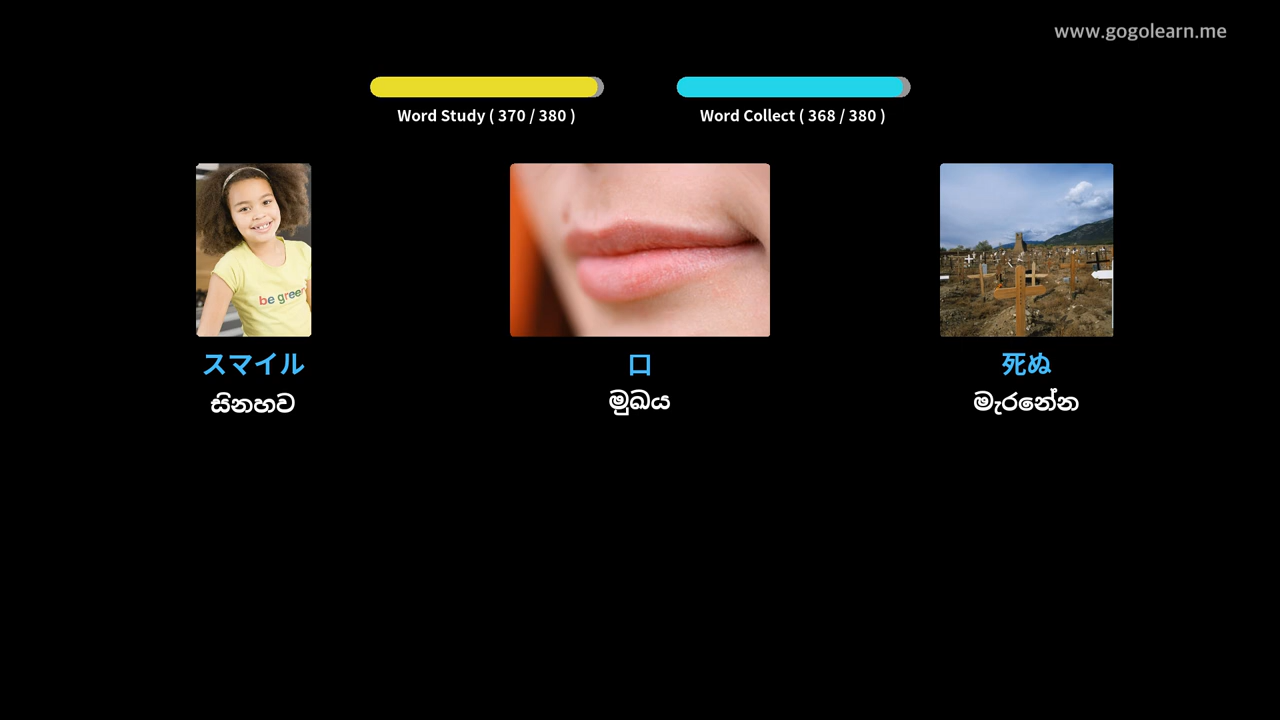 www.gogolearn.me
Word Study ( 370 / 380 )
Word Collect ( 368 / 380 )
be green
スマイル
口
死ぬ
සිනහව
මුඛය
මැරනේන